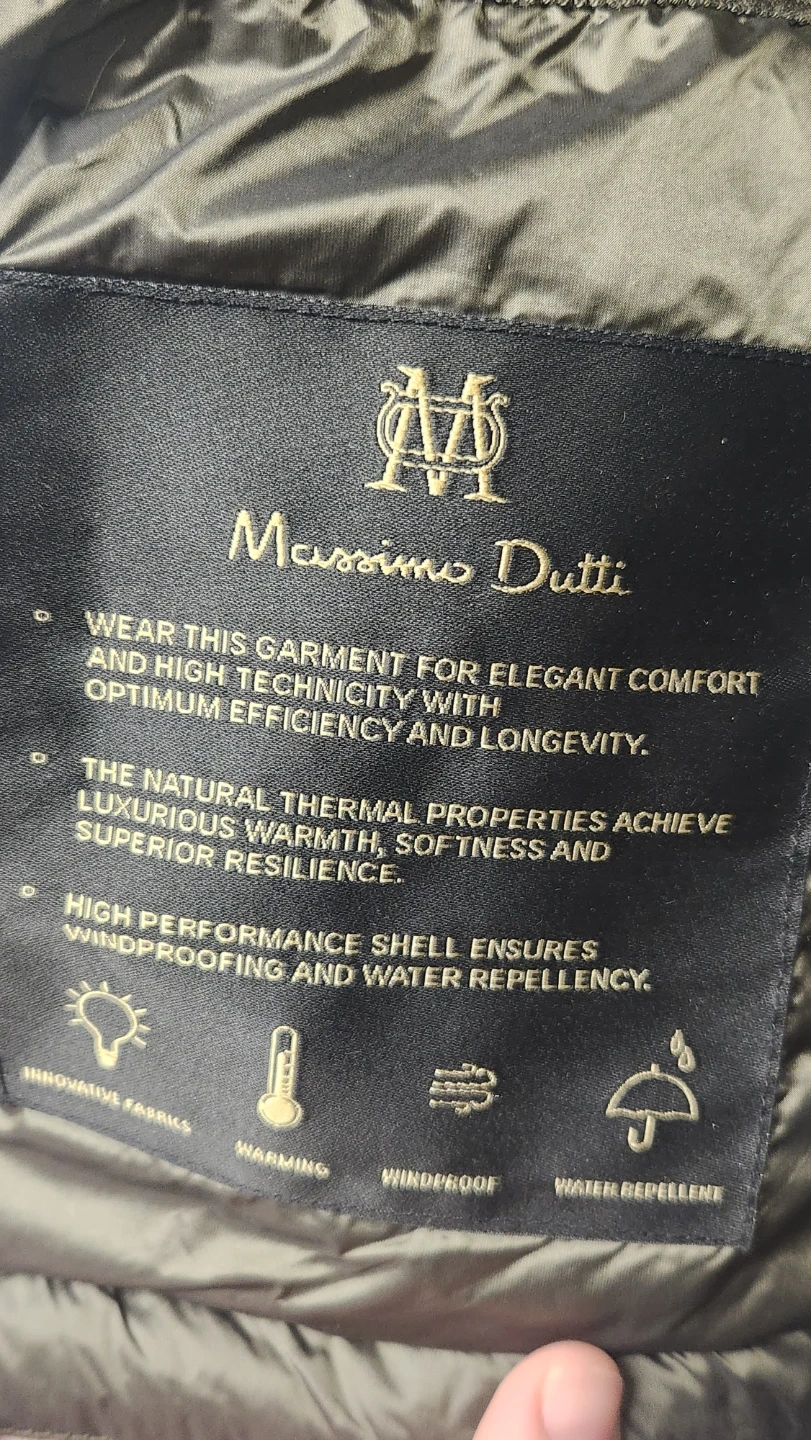 Massimo Dutti
WEAR THIS GARMENT FOR ELEGANT COMFORT
AND HIGH TECHNICITY WITH
OPTIMUM EFFICIENCY AND LONGEVITY.
THE NATURAL THERMAL PROPERTIES ACHIEVE
LUXURIOUS WARMTH, SOFTNESS AND
SUPERIOR RESILIENCE.
HIGH PERFORMANCE SHELL ENSURES
WINDPROOFING AND WATER REPELLENCY.
INNOVATIVE FABRICS
WARMING
WINDPROOF
WATER REPELLENT